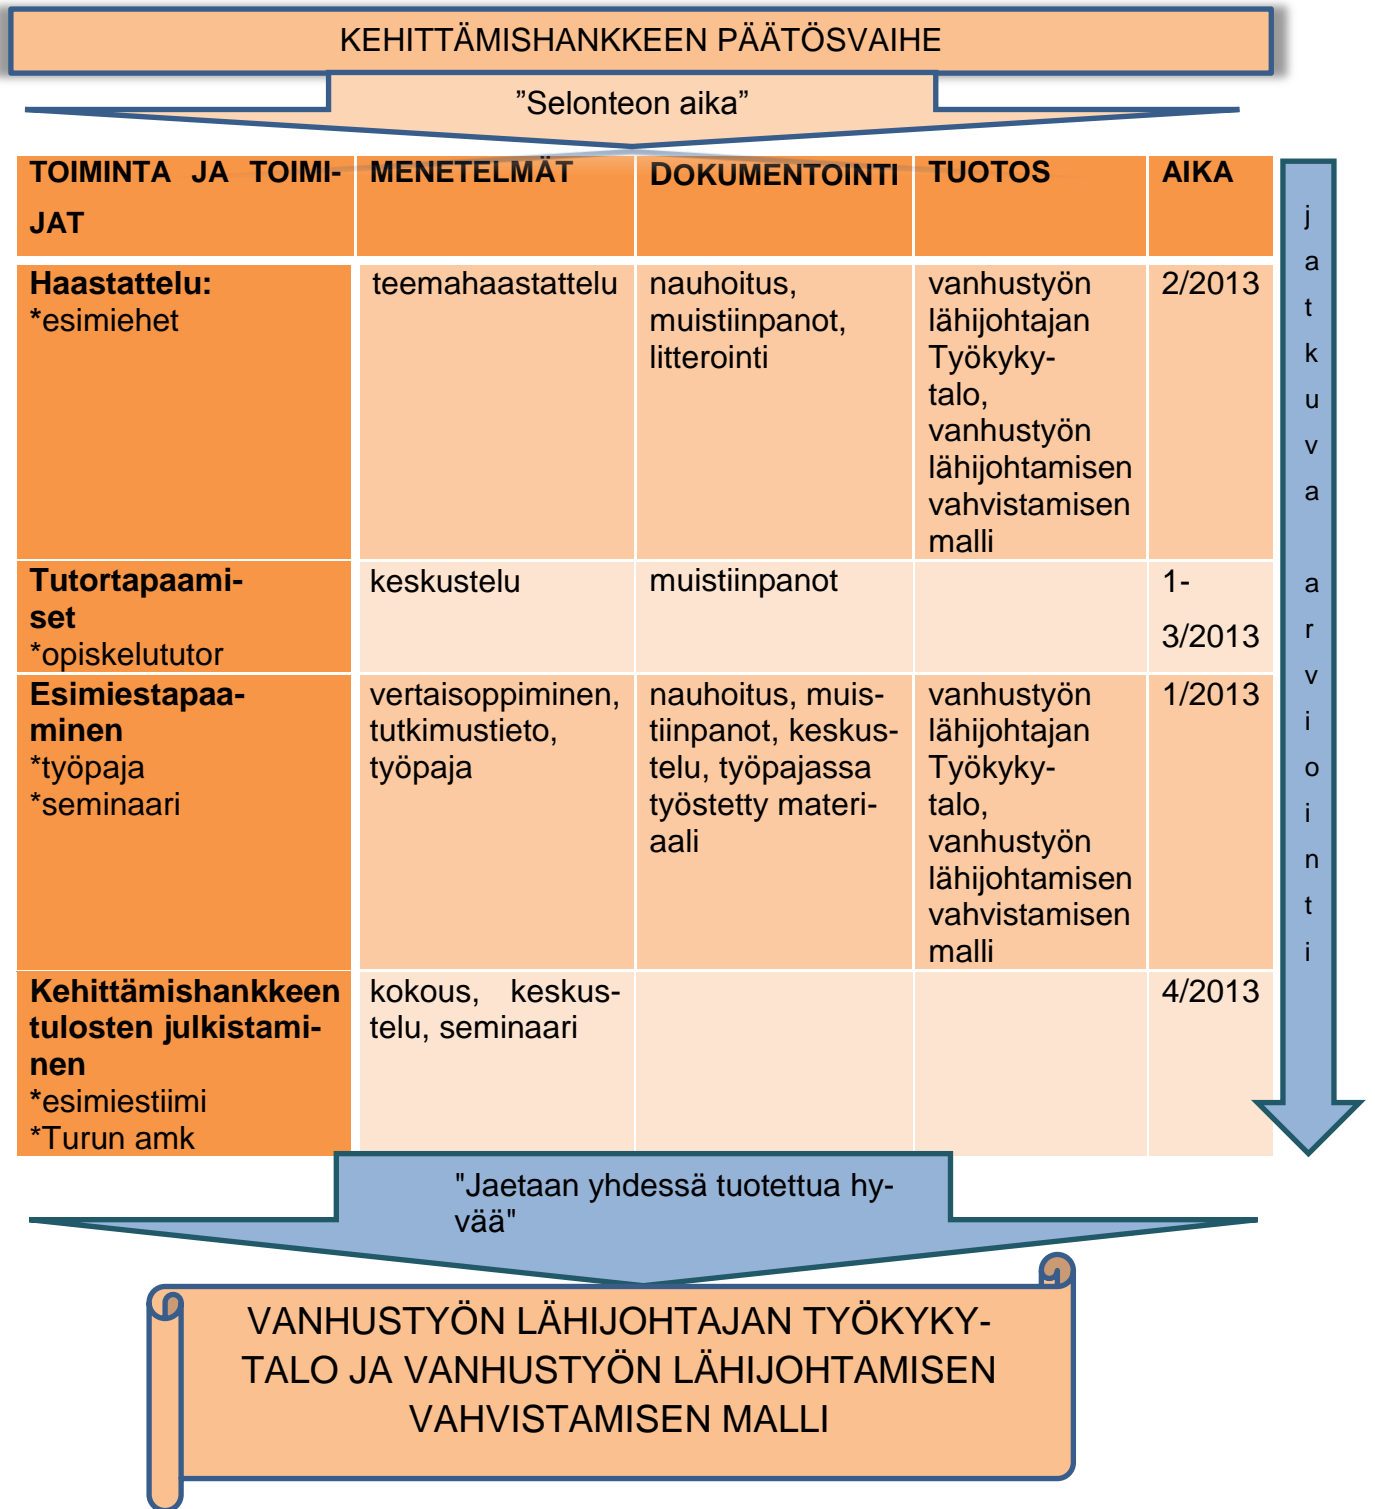 KEHITTÄMISHANKKEEN PÄÄTÖSVAIHE
”Selonteon aika”
TOIMINTA JA TOIMI-
JAT
MENETELMÄT
DOKUMENTOINTI
TUOTOS
AIKA
Haastattelu:
*esimiehet
teemahaastattelu
nauhoitus,
muistiinpanot,
litterointi
vanhustyön
lähijohtajan
Työkyky-
talo,
vanhustyön
lähijohtamisen
vahvistamisen
malli
2/2013
Tutortapaami-
set
*opiskelututor
keskustelu
muistiinpanot
1-
3/2013
Esimiestapaa-
minen
*työpaja
*seminaari
vertaisoppiminen,
tutkimustieto,
työpaja
nauhoitus, muis-
tiinpanot, keskus-
telu, työpajassa
työstetty materi-
aali
vanhustyön
lähijohtajan
Työkyky-
talo,
vanhustyön
lähijohtamisen
vahvistamisen
malli
1/2013
Kehittämishankkeen
tulosten julkistami-
nen
*esimiestiimi
*Turun amk
kokous, keskus-
telu, seminaari
4/2013
jatkuva arviointi
"Jaetaan yhdessä tuotettua hy-
vää"
VANHUSTYÖN LÄHIJOHTAJAN TYÖKYKY-
TALO JA VANHUSTYÖN LÄHIJOHTAMISEN
VAHVISTAMISEN MALLI